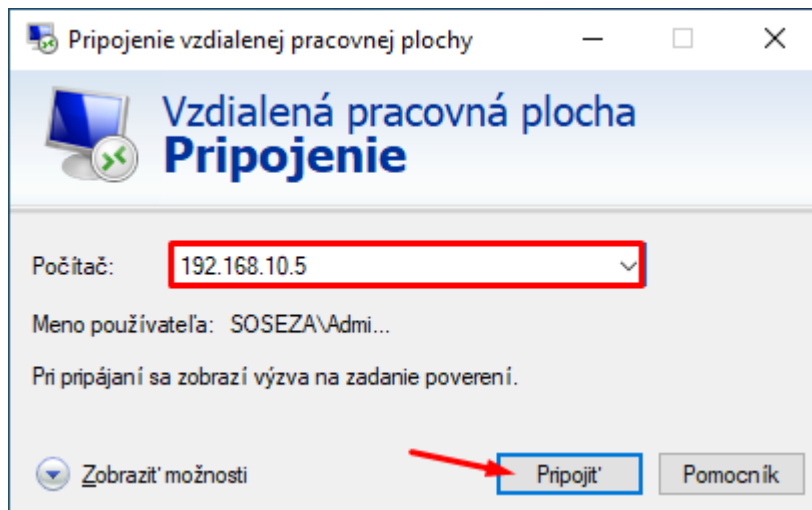 Pripojenie vzdialenej pracovnej plochy
Vzdialená pracovná plocha
Pripojenie
Počítač: 192.168.10.5
Meno používateľa: SOSEZA\Admi...
Pri pripájaní sa zobrazí výzva na zadanie poverení.
Zobraziť možnosti Pripojiť Pomocník